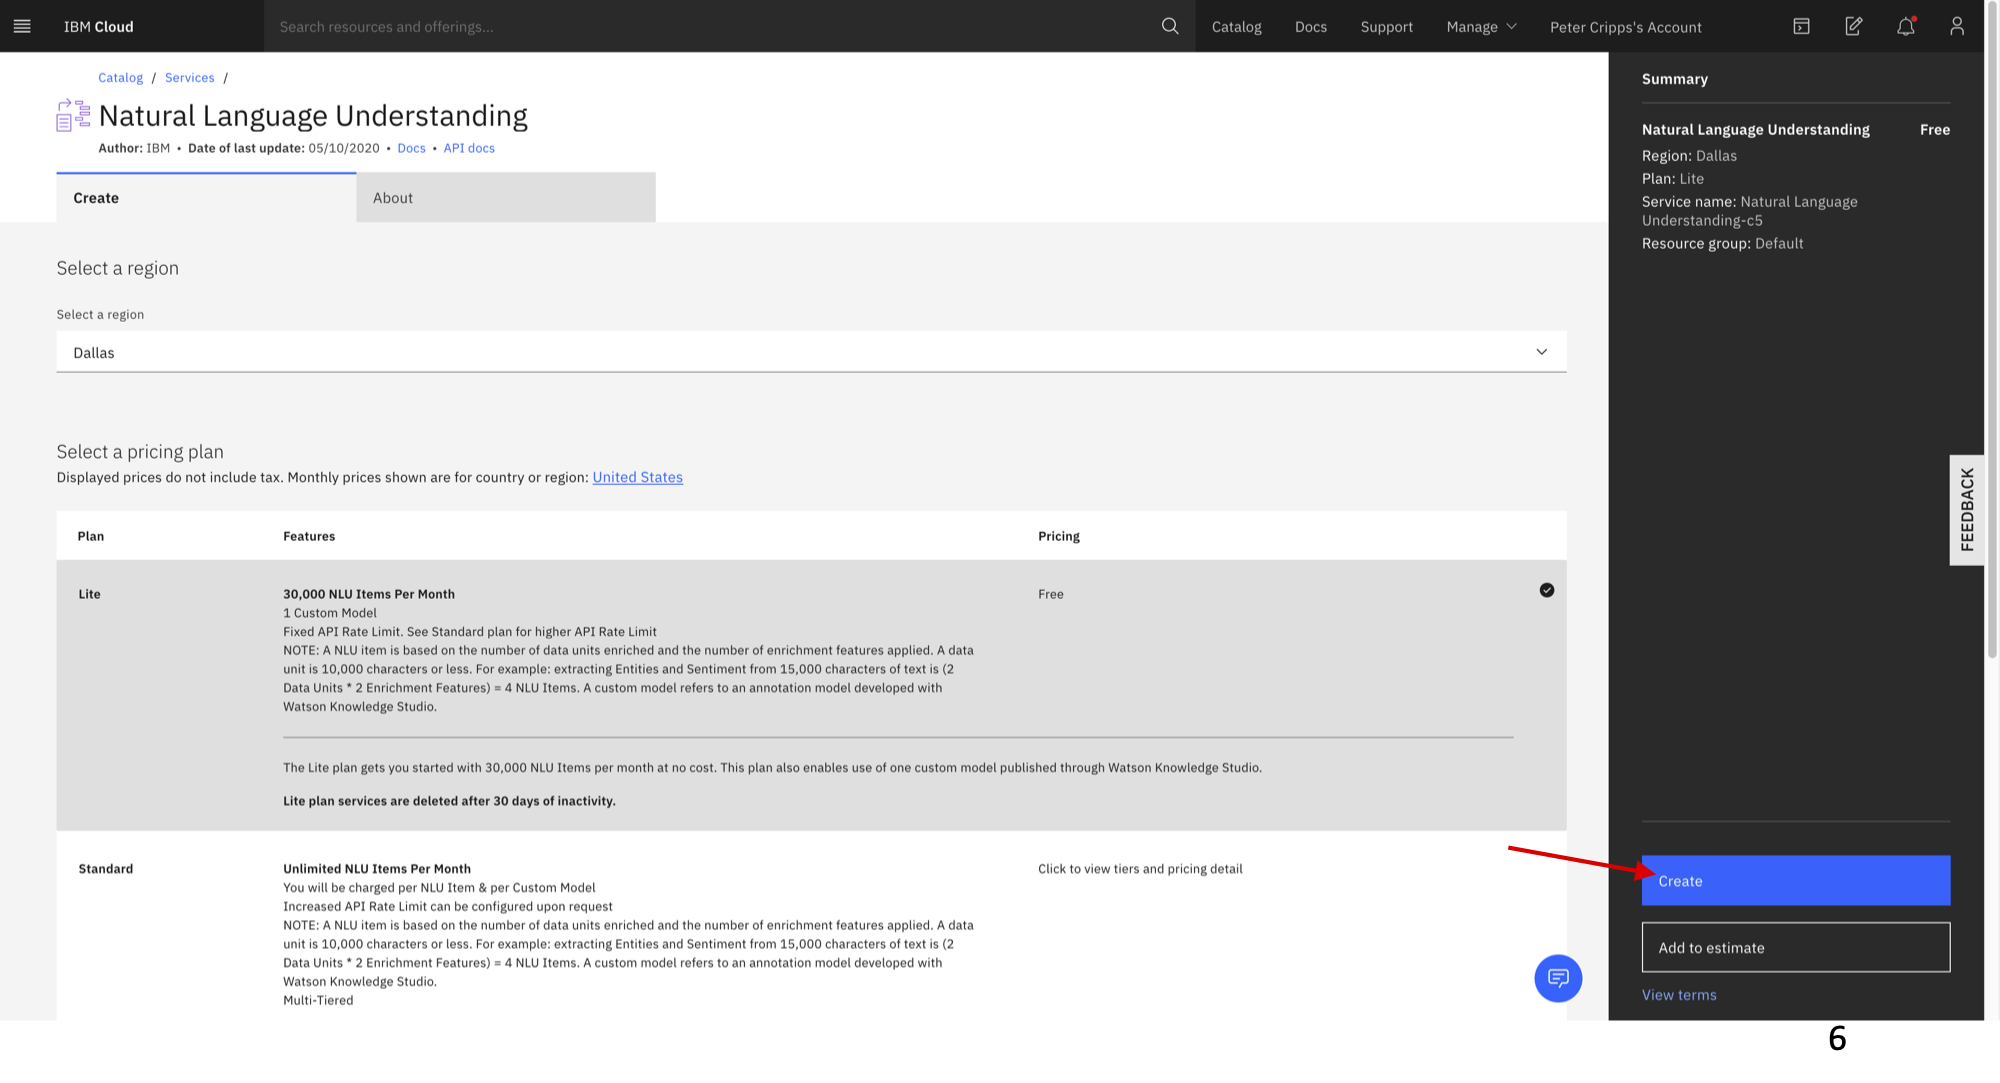 IBM Cloud
Search resources and offerings...
Catalog
Docs
Support
Manage
Peter Cripps's Account
Catalog / Services /
Natural Language Understanding
Author: IBM • Date of last update: 05/10/2020 • Docs • API docs
Create
About
Select a region
Select a region
Dallas
Select a pricing plan
Displayed prices do not include tax. Monthly prices shown are for country or region: United States
Plan
Features
Pricing
Lite
30,000 NLU Items Per Month
1 Custom Model
Fixed API Rate Limit. See Standard plan for higher API Rate Limit
NOTE: A NLU item is based on the number of data units enriched and the number of enrichment features applied. A data
unit is 10,000 characters or less. For example: extracting Entities and Sentiment from 15,000 characters of text is (2
Data Units * 2 Enrichment Features) = 4 NLU Items. A custom model refers to an annotation model developed with
Watson Knowledge Studio.
Free
The Lite plan gets you started with 30,000 NLU Items per month at no cost. This plan also enables use of one custom model published through Watson Knowledge Studio.
Lite plan services are deleted after 30 days of inactivity.
Standard
Unlimited NLU Items Per Month
You will be charged per NLU Item & per Custom Model
Increased API Rate Limit can be configured upon request
NOTE: A NLU item is based on the number of data units enriched and the number of enrichment features applied. A data
unit is 10,000 characters or less. For example: extracting Entities and Sentiment from 15,000 characters of text is (2
Data Units * 2 Enrichment Features) = 4 NLU Items. A custom model refers to an annotation model developed with
Watson Knowledge Studio.
Multi-Tiered
Click to view tiers and pricing detail
Summary
Natural Language Understanding
Free
Region: Dallas
Plan: Lite
Service name: Natural Language
Understanding-c5
Resource group: Default
FEEDBACK
Create
Add to estimate
View terms
6